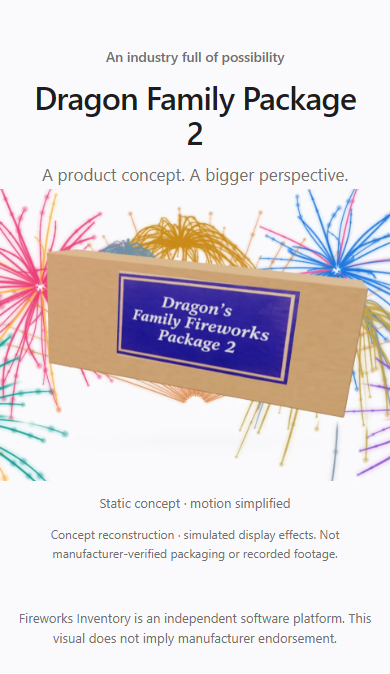 An industry full of possibility
Dragon Family Package
2
A product concept. A bigger perspective.
Dragon's
Family Fireworks
Package 2
Static concept · motion simplified
Concept reconstruction · simulated display effects. Not
manufacturer-verified packaging or recorded footage.
Fireworks Inventory is an independent software platform. This
visual does not imply manufacturer endorsement.